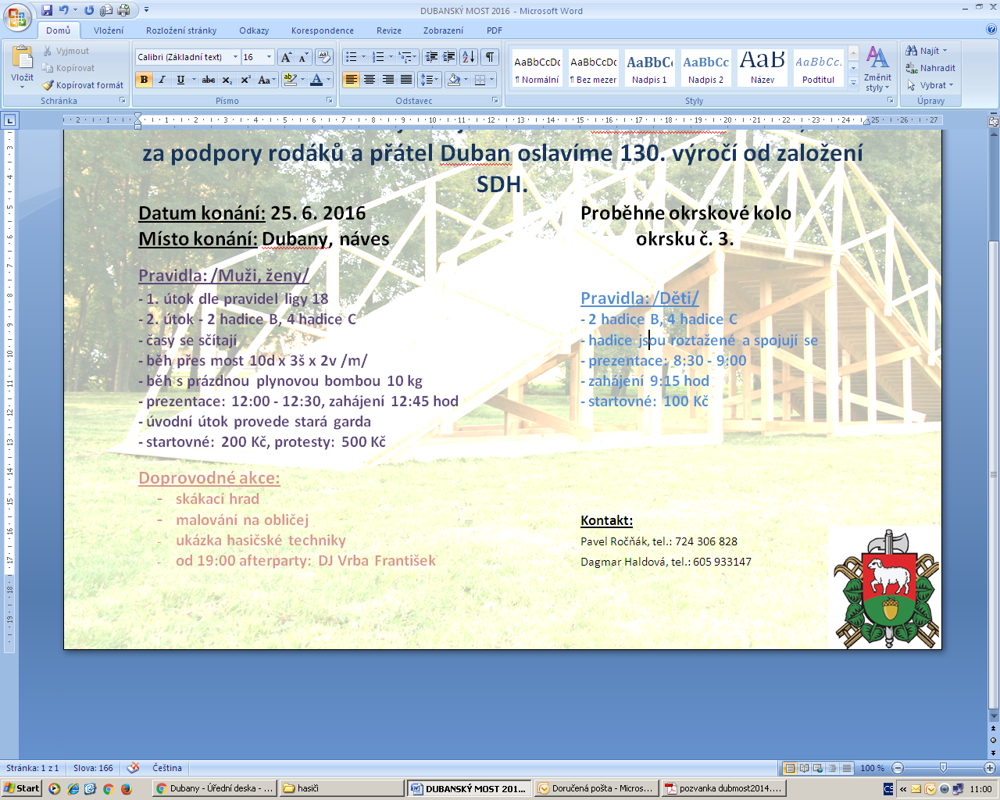 DUBANSKÝ MOST 2016 - Microsoft Word
Domů Vložení Rozložení stránky Odkazy Korespondence Revize Zobrazení PDF
Vložit
Vyjmout
Kopírovat
Kopírovat formát
Schránka
Calibri (Základní text) 16
Písmo
Odstavec
AaBbCcDc AaBbCcDc AaBbC AaBbCc AaB AaBbCc.
¶ Normální ¶ Bez mezer Nadpis 1 Nadpis 2 Název Podtitul
Změnit styly
Styly
Najít
Nahradit
Vybrat
Úpravy
za podpory rodáků a přátel Duban oslavíme 130. výročí od založení
SDH.
Datum konání: 25. 6. 2016
Místo konání: Dubany, náves
Pravidla: /Muži, ženy/
- 1. útok dle pravidel ligy 18
- 2. útok - 2 hadice B, 4 hadice C
- časy se sčítají
- běh přes most 10d x 3š x 2v /m/
- běh s prázdnou plynovou bombou 10 kg
- prezentace: 12:00 - 12:30, zahájení 12:45 hod
- úvodní útok provede stará garda
- startovné: 200 Kč, protesty: 500 Kč
Doprovodné akce:
- skákací hrad
- malování na obličej
- ukázka hasičské techniky
- od 19:00 afterparty: DJ Vrba František
Proběhne okrskové kolo
okrsku č. 3.
Pravidla: /Děti/
- 2 hadice B, 4 hadice C
- hadice jsou roztažené a spojují se
- prezentace: 8:30 - 9:00
- zahájení 9:15 hod
- startovné: 100 Kč
Kontakt:
Pavel Ročňák, tel.: 724 306 828
Dagmar Haldová, tel.: 605 933147
Stránka: 1 z 1 Slova: 166 Čeština 100 %
Start Dubany - Úřední deska - ... hasiči DUBANSKÝ MOST 201... Doručená pošta - Micros... pozvanka dubmost2014.... CS 11:00